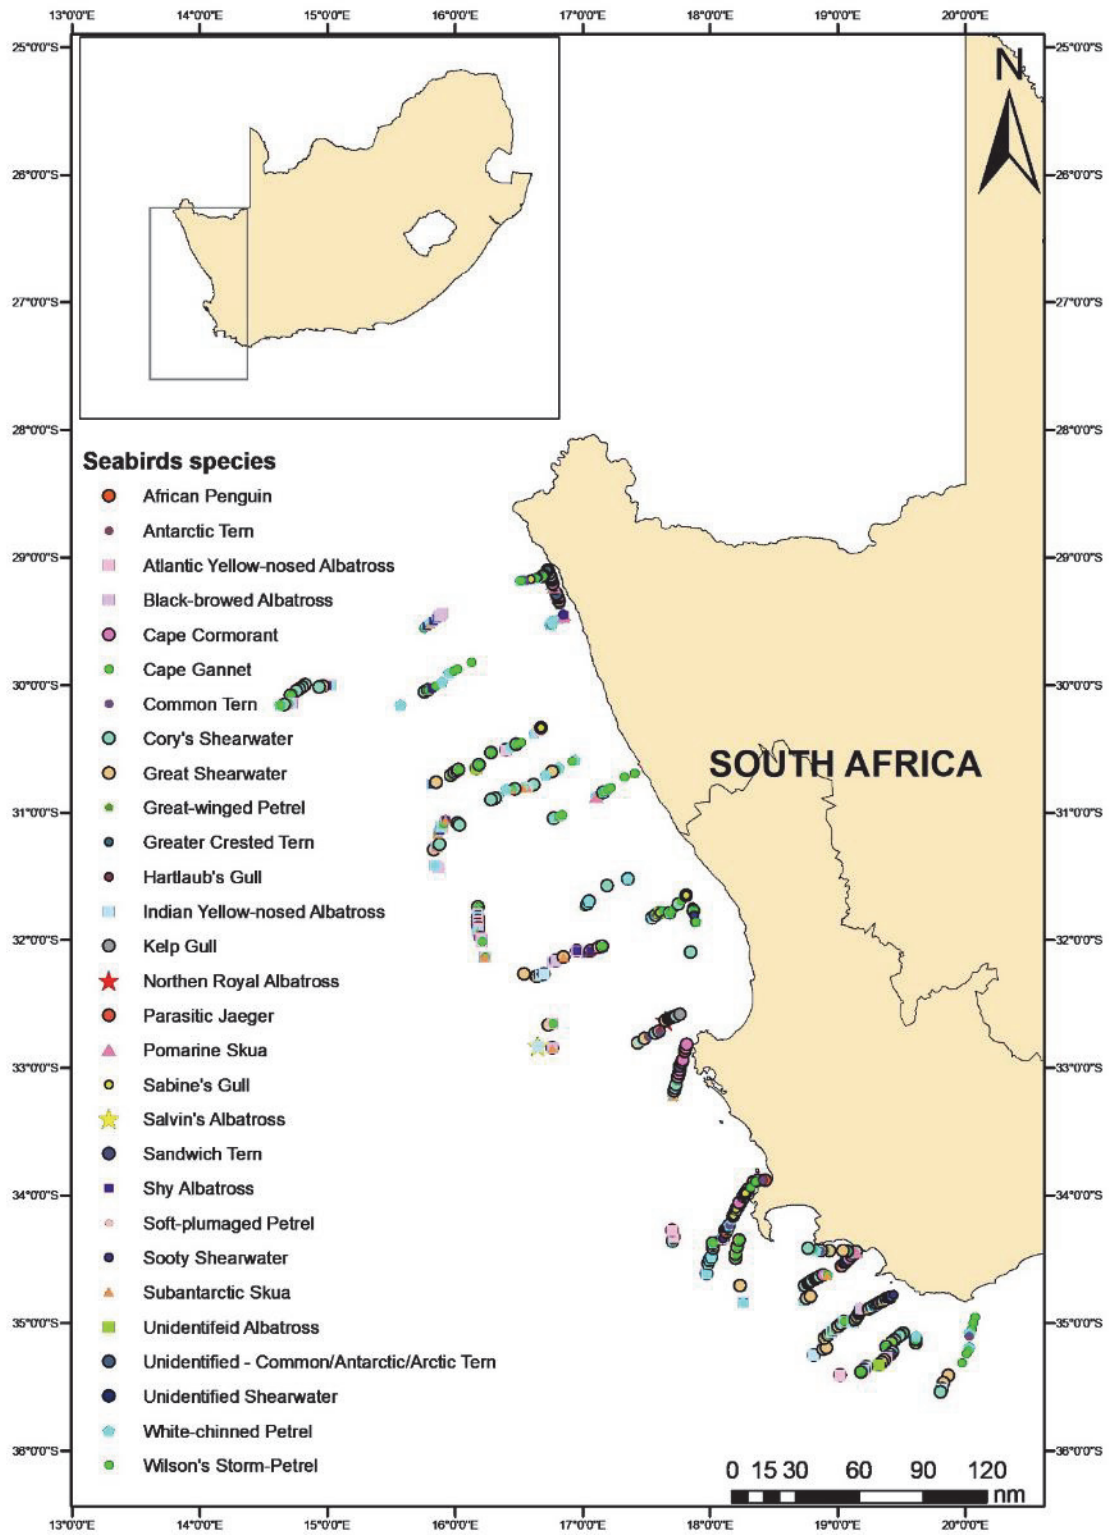 13°0'0"E 14°0'0"E 15°0'0"E 16°0'0"E 17°0'0"E 18°0'0"E 19°0'0"E 20°0'0"E
25°0'0"S 25°0'0"S
N
26°0'0"S 26°0'0"S
27°0'0"S 27°0'0"S
28°0'0"S 28°0'0"S
Seabirds species
African Penguin
Antarctic Tern
29°0'0"S 29°0'0"S
Atlantic Yellow-nosed Albatross
Black-browed Albatross
Cape Cormorant
Cape Gannet
30°0'0"S 30°0'0"S
Common Tern
Cory's Shearwater
SOUTH AFRICA
Great Shearwater
Great-winged Petrel
31°0'0"S 31°0'0"S
Greater Crested Tern
Hartlaub's Gull
Indian Yellow-nosed Albatross
32°0'0"S 32°0'0"S
Kelp Gull
Northen Royal Albatross
Parasitic Jaeger
Pomarine Skua
33°0'0"S 33°0'0"S
Sabine's Gull
Salvin's Albatross
Sandwich Tern
Shy Albatross
34°0'0"S 34°0'0"S
Soft-plumaged Petrel
Sooty Shearwater
Subantarctic Skua
35°0'0"S 35°0'0"S
Unidentifeid Albatross
Unidentified - Common/Antarctic/Arctic Tern
Unidentified Shearwater
White-chinned Petrel
36°0'0"S 36°0'0"S
Wilson's Storm-Petrel
0 15 30 60 90 120
nm
13°0'0"E 14°0'0"E 15°0'0"E 16°0'0"E 17°0'0"E 18°0'0"E 19°0'0"E 20°0'0"E